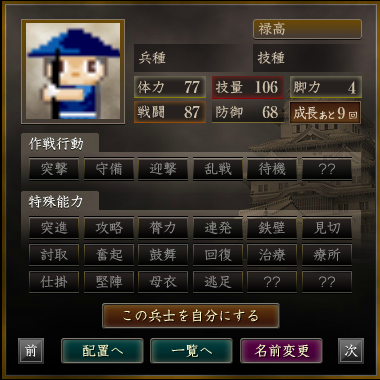 禄高
兵種 技種
体力 77 技量 106 脚力 4
戦闘 87 防御 68 成長あと9回
作戦行動
突撃 守備 迎撃 乱戦 待機 ??
特殊能力
突進 攻略 膂力 連発 鉄壁 見切
討取 奮起 鼓舞 回復 治療 療所
仕掛 堅陣 母衣 逃足 ?? ??
この兵士を自分にする
前 配置へ 一覧へ 名前変更 次